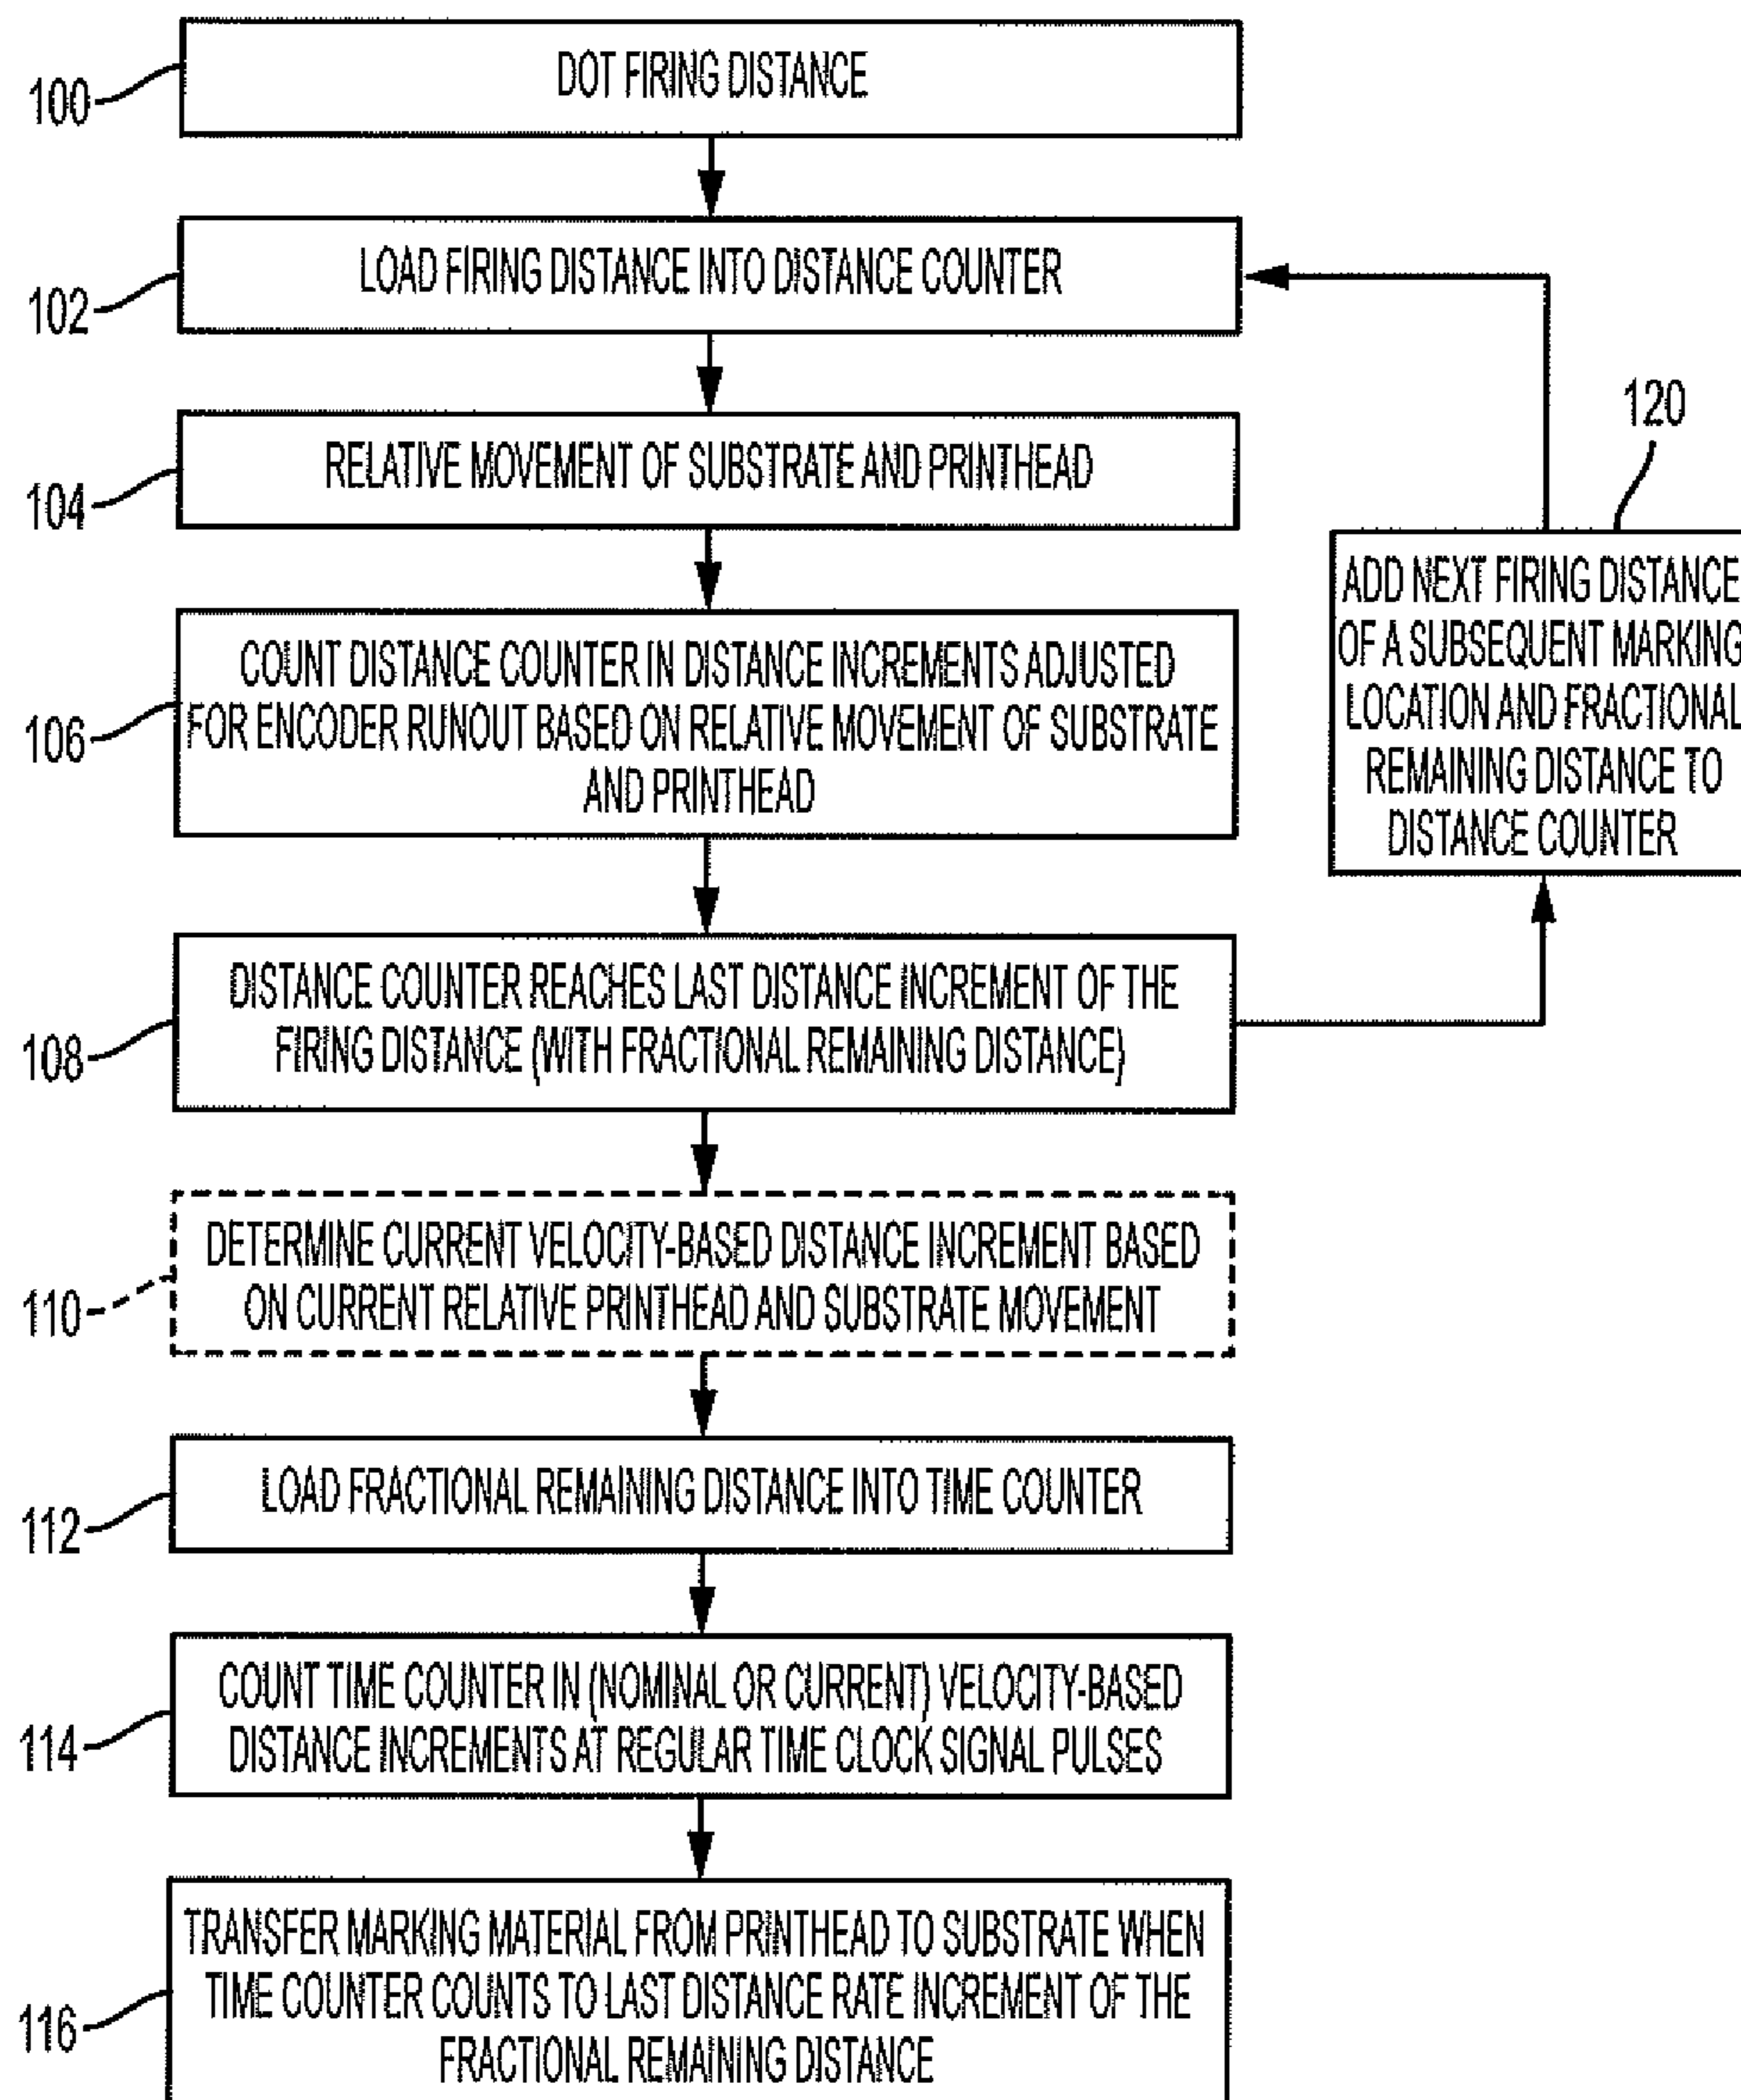 100
DOT FIRING DISTANCE
102
LOAD FIRING DISTANCE INTO DISTANCE COUNTER
104
RELATIVE MOVEMENT OF SUBSTRATE AND PRINTHEAD
120
ADD NEXT FIRING DISTANCE
OF A SUBSEQUENT MARKING
LOCATION AND FRACTIONAL
REMAINING DISTANCE TO
DISTANCE COUNTER
106
COUNT DISTANCE COUNTER IN DISTANCE INCREMENTS ADJUSTED
FOR ENCODER RUNOUT BASED ON RELATIVE MOVEMENT OF SUBSTRATE
AND PRINTHEAD
108
DISTANCE COUNTER REACHES LAST DISTANCE INCREMENT OF THE
FIRING DISTANCE (WITH FRACTIONAL REMAINING DISTANCE)
110
DETERMINE CURRENT VELOCITY-BASED DISTANCE INCREMENT BASED
ON CURRENT RELATIVE PRINTHEAD AND SUBSTRATE MOVEMENT
112
LOAD FRACTIONAL REMAINING DISTANCE INTO TIME COUNTER
114
COUNT TIME COUNTER IN (NOMINAL OR CURRENT) VELOCITY-BASED
DISTANCE INCREMENTS AT REGULAR TIME CLOCK SIGNAL PULSES
116
TRANSFER MARKING MATERIAL FROM PRINTHEAD TO SUBSTRATE WHEN
TIME COUNTER COUNTS TO LAST DISTANCE RATE INCREMENT OF THE
FRACTIONAL REMAINING DISTANCE